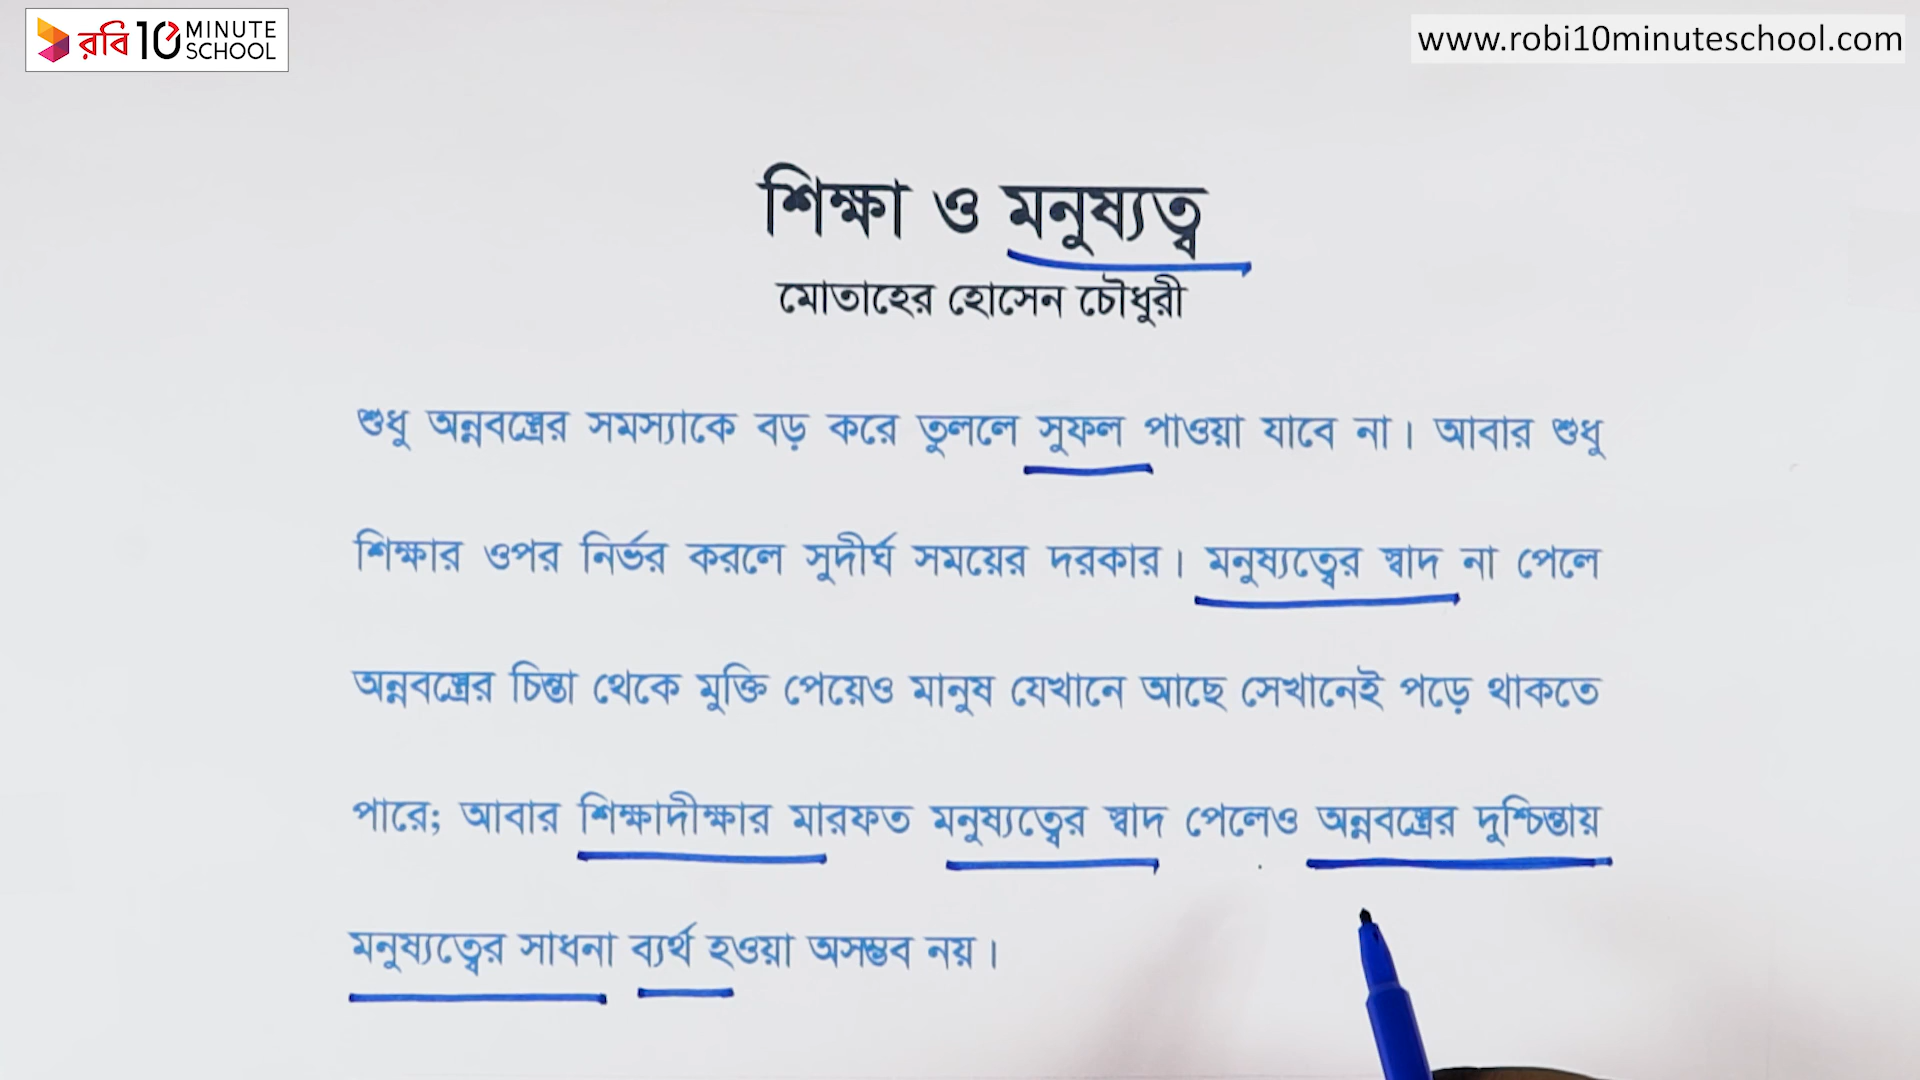 রবি 10 MINUTE SCHOOL
www.robi10minuteschool.com
শিক্ষা ও মনুষ্যত্ব
মোতাহের হোসেন চৌধুরী
শুধু অন্নবস্ত্রের সমস্যাকে বড় করে তুললে সুফল পাওয়া যাবে না। আবার শুধু
শিক্ষার ওপর নির্ভর করলে সুদীর্ঘ সময়ের দরকার। মনুষ্যত্বের স্বাদ না পেলে
অন্নবস্ত্রের চিন্তা থেকে মুক্তি পেয়েও মানুষ যেখানে আছে সেখানেই পড়ে থাকতে
পারে; আবার শিক্ষাদীক্ষার মারফত মনুষ্যত্বের স্বাদ পেলেও অন্নবস্ত্রের দুশ্চিন্তায়
মনুষ্যত্বের সাধনা ব্যর্থ হওয়া অসম্ভব নয়।